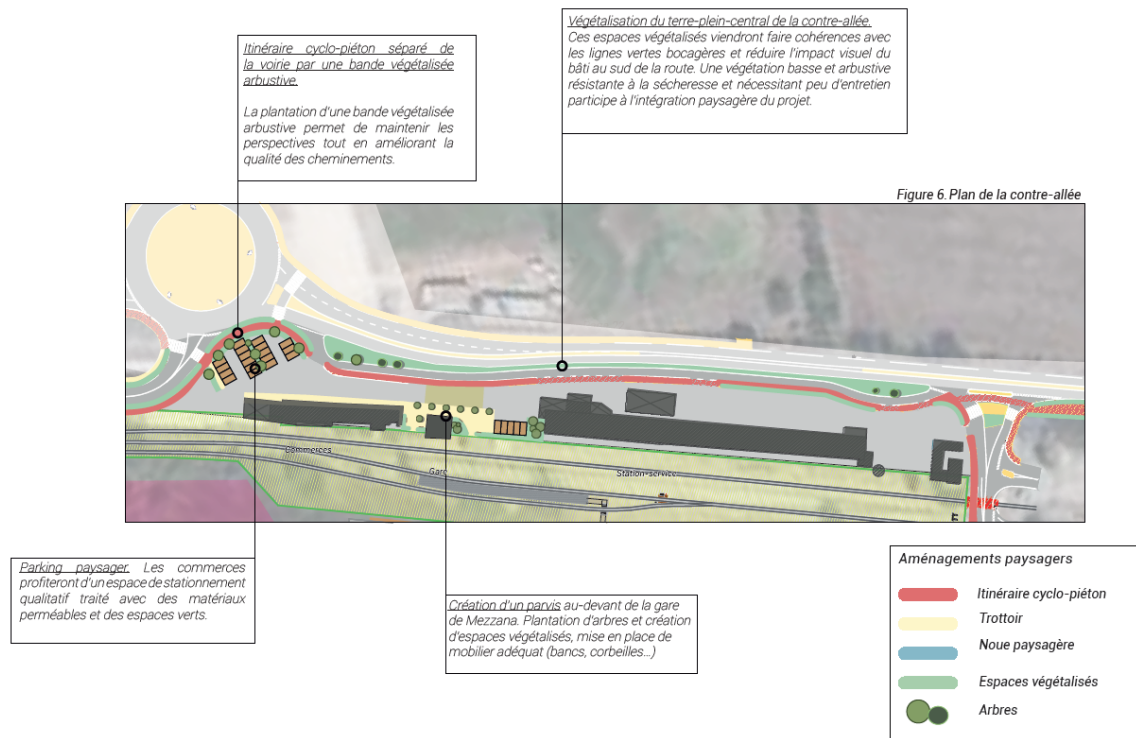 Itinéraire cyclo-piéton séparé de
la voirie par une bande végétalisée
arbustive.
La plantation d'une bande végétalisée
arbustive permet de maintenir les
perspectives tout en améliorant la
qualité des cheminements.
Végétalisation du terre-plein-central de la contre-allée.
Ces espaces végétalisés viendront faire cohérences avec
les lignes vertes bocagères et réduire l'impact visuel du
bâti au sud de la route. Une végétation basse et arbustive
résistante à la sécheresse et nécessitant peu d'entretien
participe à l'intégration paysagère du projet.
Figure 6. Plan de la contre-allée
Commerces
Gare
Station-service
Parking paysager. Les commerces
profiteront d'un espace de stationnement
qualitatif traité avec des matériaux
perméables et des espaces verts.
Création d'un parvis au-devant de la gare
de Mezzana. Plantation d'arbres et création
d'espaces végétalisés, mise en place de
mobilier adéquat (bancs, corbeilles...)
Aménagements paysagers
Itinéraire cyclo-piéton
Trottoir
Noue paysagère
Espaces végétalisés
Arbres